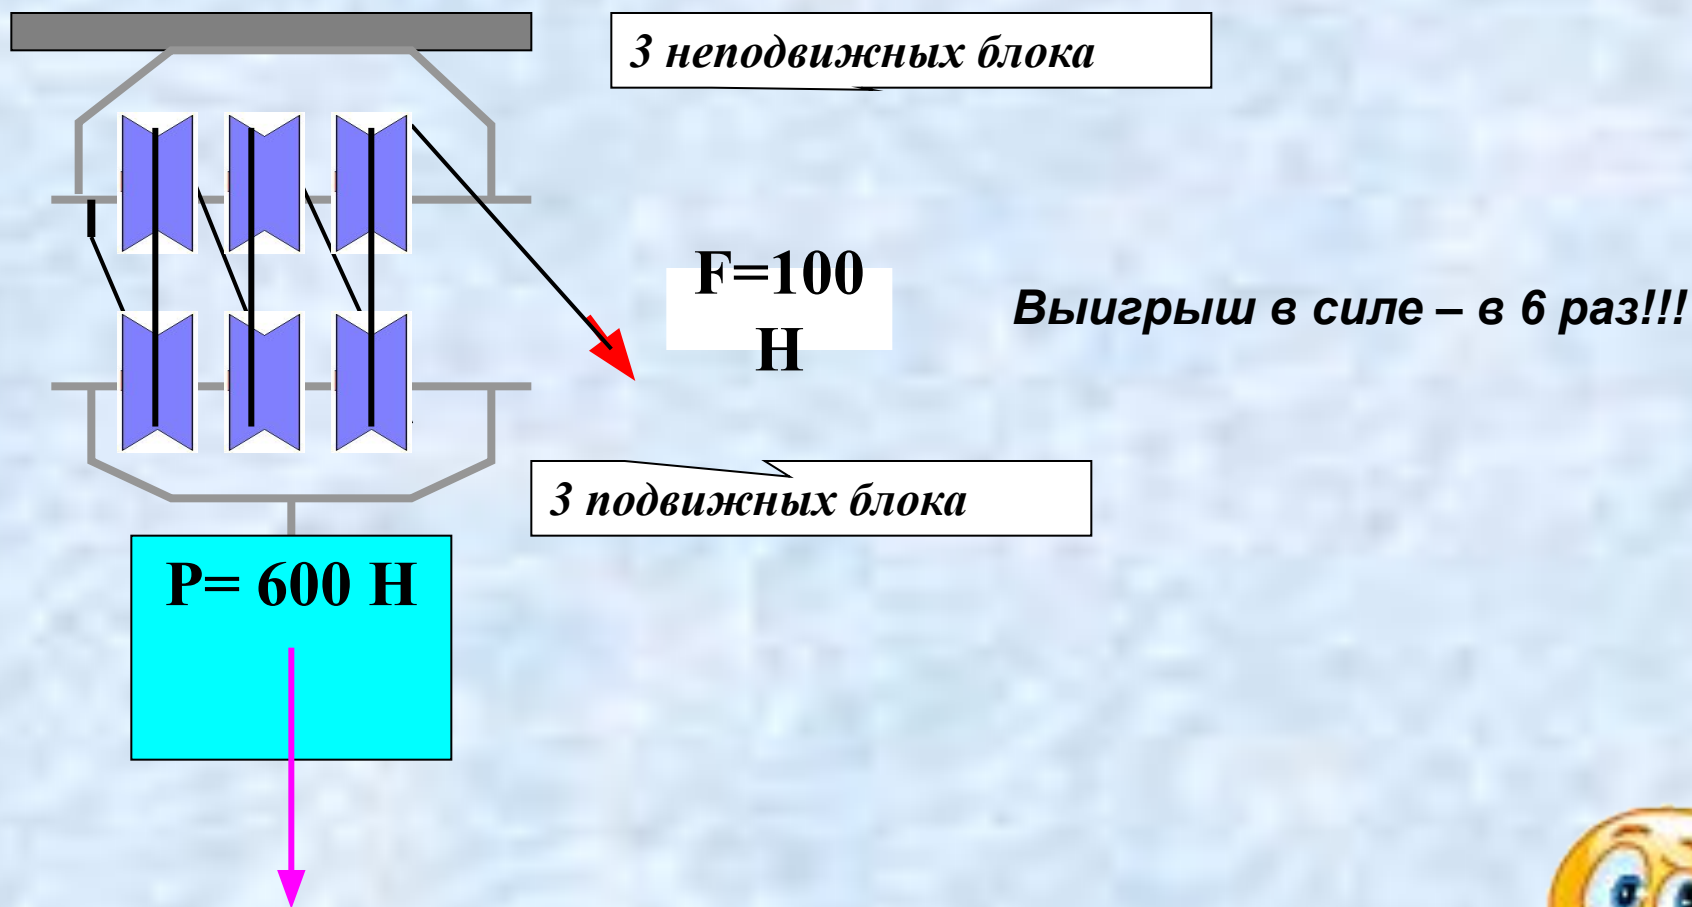 3 неподвижных блока
F=100
Н
Выигрыш в силе – в 6 раз!!!
3 подвижных блока
P= 600 Н